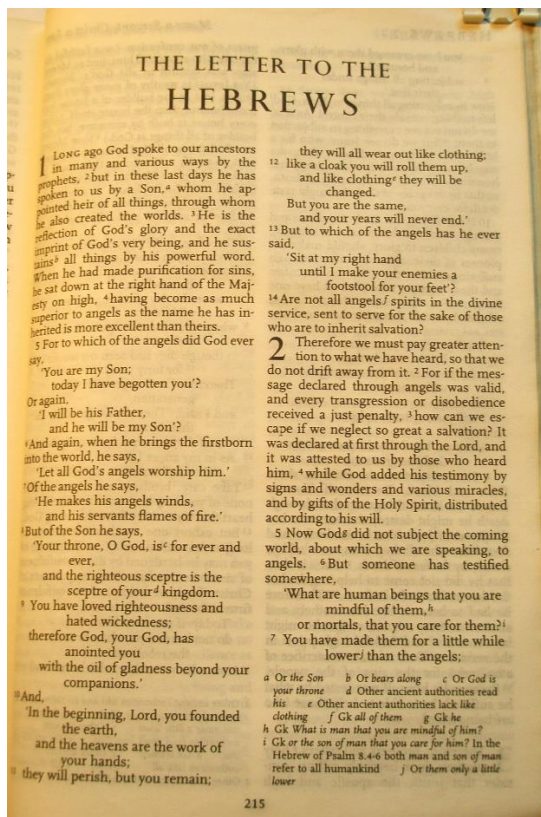 THE LETTER TO THE
HEBREWS
1 LONG ago God spoke to our ancestors
in many and various ways by the
prophets, 2 but in these last days he has
spoken to us by a Son,a whom he ap-
pointed heir of all things, through whom
he also created the worlds. 3 He is the
reflection of God's glory and the exact
imprint of God's very being, and he sus-
tainsb all things by his powerful word.
When he had made purification for sins,
he sat down at the right hand of the Maj-
esty on high, 4 having become as much
superior to angels as the name he has in-
herited is more excellent than theirs.
5 For to which of the angels did God ever
say,
'You are my Son;
today I have begotten you'?
Or again,
'I will be his Father,
and he will be my Son'?
6 And again, when he brings the firstborn
into the world, he says,
'Let all God's angels worship him.'
7 Of the angels he says,
'He makes his angels winds,
and his servants flames of fire.'
8 But of the Son he says,
'Your throne, O God, isc for ever and
ever,
and the righteous sceptre is the
sceptre of yourd kingdom.
9 You have loved righteousness and
hated wickedness;
therefore God, your God, has
anointed you
with the oil of gladness beyond your
companions.'
10 And,
'In the beginning, Lord, you founded
the earth,
and the heavens are the work of
your hands;
11 they will perish, but you remain;
they will all wear out like clothing;
12 like a cloak you will roll them up,
and like clothinge they will be
changed.
But you are the same,
and your years will never end.'
13 But to which of the angels has he ever
said,
'Sit at my right hand
until I make your enemies a
footstool for your feet'?
14 Are not all angelsf spirits in the divine
service, sent to serve for the sake of those
who are to inherit salvation?
2 Therefore we must pay greater atten-
tion to what we have heard, so that we
do not drift away from it. 2 For if the mes-
sage declared through angels was valid,
and every transgression or disobedience
received a just penalty, 3 how can we es-
cape if we neglect so great a salvation? It
was declared at first through the Lord, and
it was attested to us by those who heard
him, 4 while God added his testimony by
signs and wonders and various miracles,
and by gifts of the Holy Spirit, distributed
according to his will.
5 Now Godg did not subject the coming
world, about which we are speaking, to
angels. 6 But someone has testified
somewhere,
'What are human beings that you are
mindful of them,h
or mortals, that you care for them?i
7 You have made them for a little while
lowerj than the angels;
a Or the Son b Or bears along c Or God is
your throne d Other ancient authorities read
his e Other ancient authorities lack like
clothing f Gk all of them g Gk he
h Gk What is man that you are mindful of him?
i Gk or the son of man that you care for him? In the
Hebrew of Psalm 8.4-6 both man and son of man
refer to all humankind j Or them only a little
lower
215